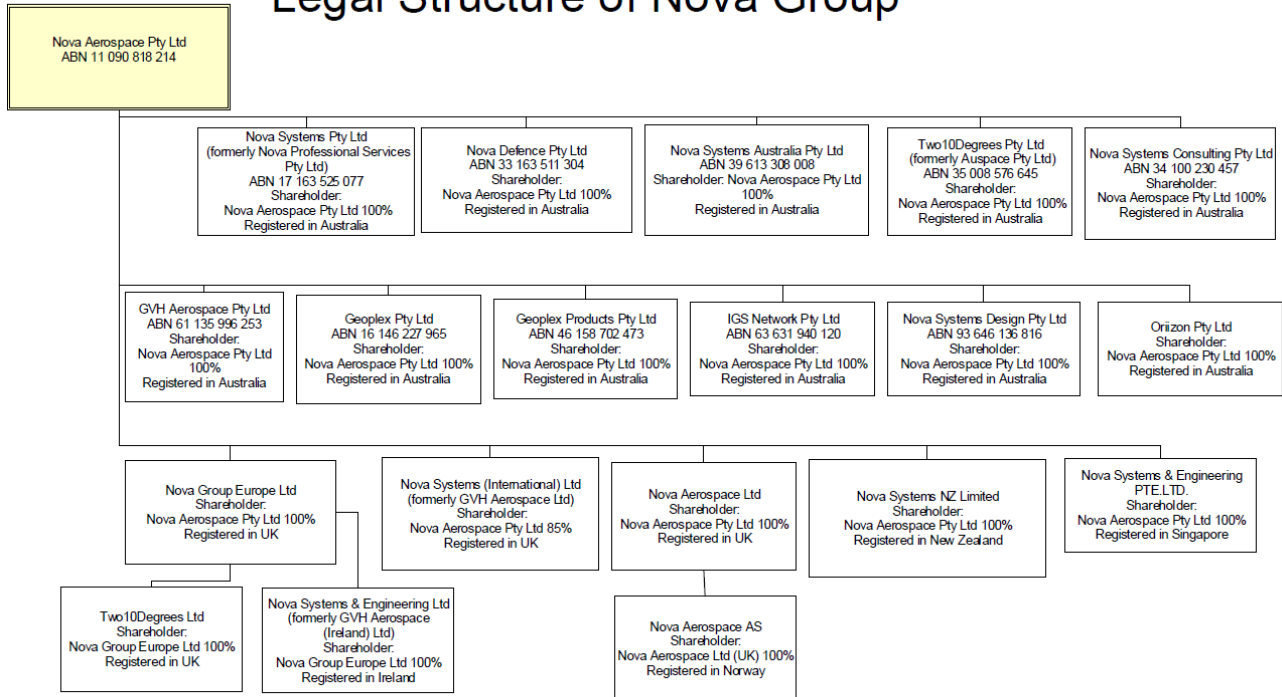 Legal Structure of Nova Group
Nova Aerospace Pty Ltd
ABN 11 090 818 214
Nova Systems Pty Ltd
(formerly Nova Professional Services
Pty Ltd)
ABN 17 163 525 077
Shareholder:
Nova Aerospace Pty Ltd 100%
Registered in Australia
Nova Defence Pty Ltd
ABN 33 163 511 304
Shareholder:
Nova Aerospace Pty Ltd 100%
Registered in Australia
Nova Systems Australia Pty Ltd
ABN 39 613 308 008
Shareholder: Nova Aerospace Pty Ltd
100%
Registered in Australia
Two10Degrees Pty Ltd
(formerly Auspace Pty Ltd)
ABN 35 008 576 645
Shareholder:
Nova Aerospace Pty Ltd 100%
Registered in Australia
Nova Systems Consulting Pty Ltd
ABN 34 100 230 457
Shareholder:
Nova Aerospace Pty Ltd 100%
Registered in Australia
GVH Aerospace Pty Ltd
ABN 61 135 996 253
Shareholder:
Nova Aerospace Pty Ltd
100%
Registered in Australia
Geoplex Pty Ltd
ABN 16 146 227 965
Shareholder:
Nova Aerospace Pty Ltd 100%
Registered in Australia
Geoplex Products Pty Ltd
ABN 46 158 702 473
Shareholder:
Nova Aerospace Pty Ltd 100%
Registered in Australia
IGS Network Pty Ltd
ABN 63 631 940 120
Shareholder:
Nova Aerospace Pty Ltd 100%
Registered in Australia
Nova Systems Design Pty Ltd
ABN 93 646 136 816
Shareholder:
Nova Aerospace Pty Ltd 100%
Registered in Australia
Oriizon Pty Ltd
Shareholder:
Nova Aerospace Pty Ltd 100%
Registered in Australia
Nova Group Europe Ltd
Shareholder:
Nova Aerospace Pty Ltd 100%
Registered in UK
Nova Systems (International) Ltd
(formerly GVH Aerospace Ltd)
Shareholder:
Nova Aerospace Pty Ltd 85%
Registered in UK
Nova Aerospace Ltd
Shareholder:
Nova Aerospace Pty Ltd 100%
Registered in UK
Nova Systems NZ Limited
Shareholder:
Nova Aerospace Pty Ltd 100%
Registered in New Zealand
Nova Systems & Engineering
PTE.LTD.
Shareholder:
Nova Aerospace Pty Ltd 100%
Registered in Singapore
Two10Degrees Ltd
Shareholder:
Nova Group Europe Ltd 100%
Registered in UK
Nova Systems & Engineering Ltd
(formerly GVH Aerospace
(Ireland) Ltd)
Shareholder:
Nova Group Europe Ltd 100%
Registered in Ireland
Nova Aerospace AS
Shareholder:
Nova Aerospace Ltd (UK) 100%
Registered in Norway